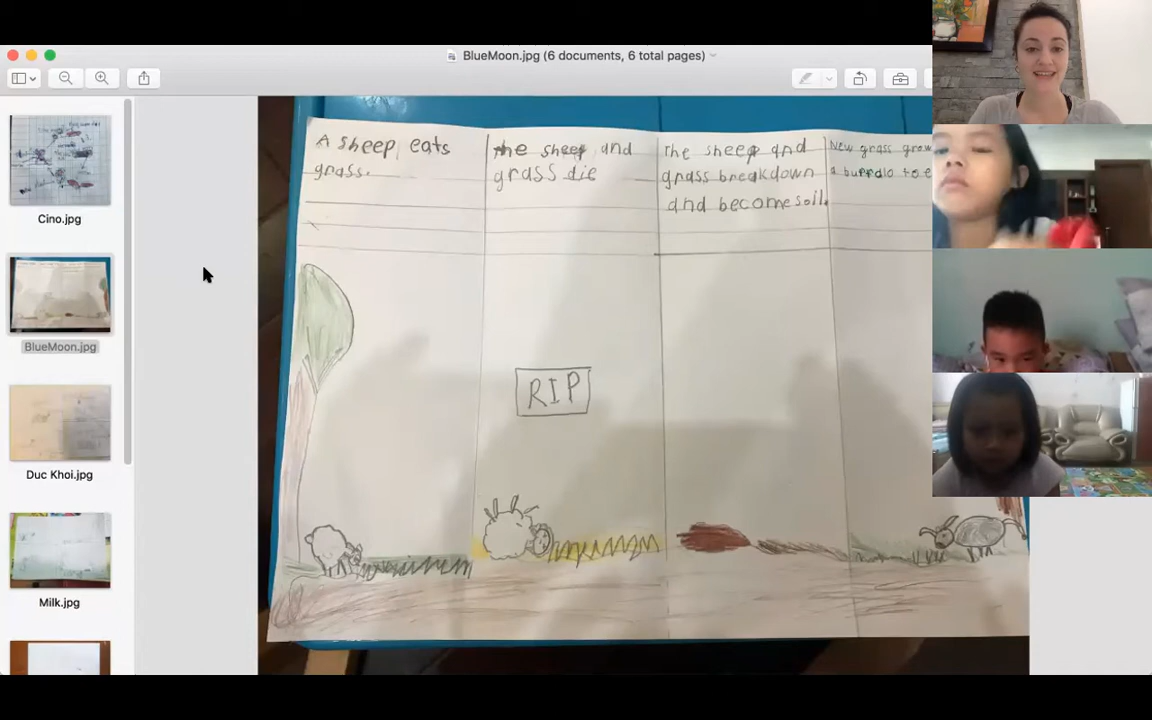 BlueMoon.jpg (6 documents, 6 total pages)
Cino.jpg
BlueMoon.jpg
Duc Khoi.jpg
Milk.jpg
A sheep eats
grass.
the sheep and
grass die
The sheep and
grass breakdown
and become soil.
New grass grow
a buffalo to e
RIP